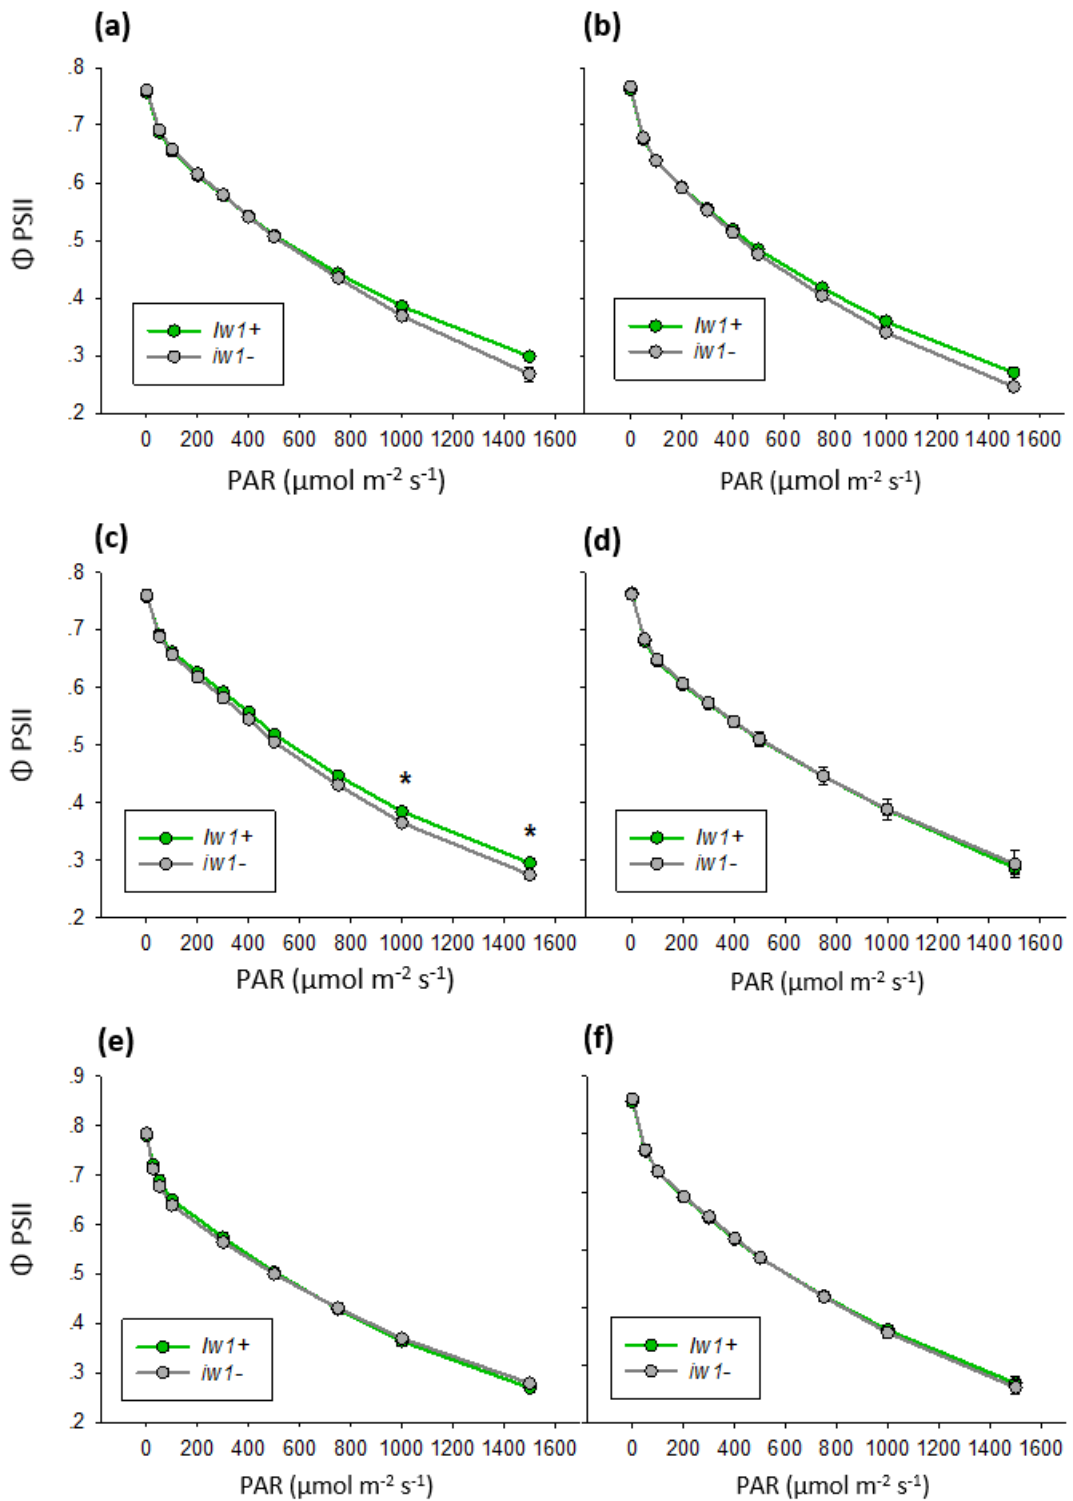 (a) (b)
.8
.7
.6
.5
.4
.3
.2
Φ PSII
Iw1+
iw1-
Iw1+
iw1-
0 200 400 600 800 1000 1200 1400 1600 0 200 400 600 800 1000 1200 1400 1600
PAR (μmol m-2 s-1) PAR (μmol m-2 s-1)
(c) (d)
.8
.7
.6
.5
.4
.3
.2
Φ PSII
*
*
Iw1+
iw1-
Iw1+
iw1-
0 200 400 600 800 1000 1200 1400 1600 0 200 400 600 800 1000 1200 1400 1600
PAR (μmol m-2 s-1) PAR (μmol m-2 s-1)
(e) (f)
.9
.8
.7
.6
.5
.4
.3
.2
Φ PSII
Iw1+
iw1-
Iw1+
iw1-
0 200 400 600 800 1000 1200 1400 1600 0 200 400 600 800 1000 1200 1400 1600
PAR (μmol m-2 s-1) PAR (μmol m-2 s-1)